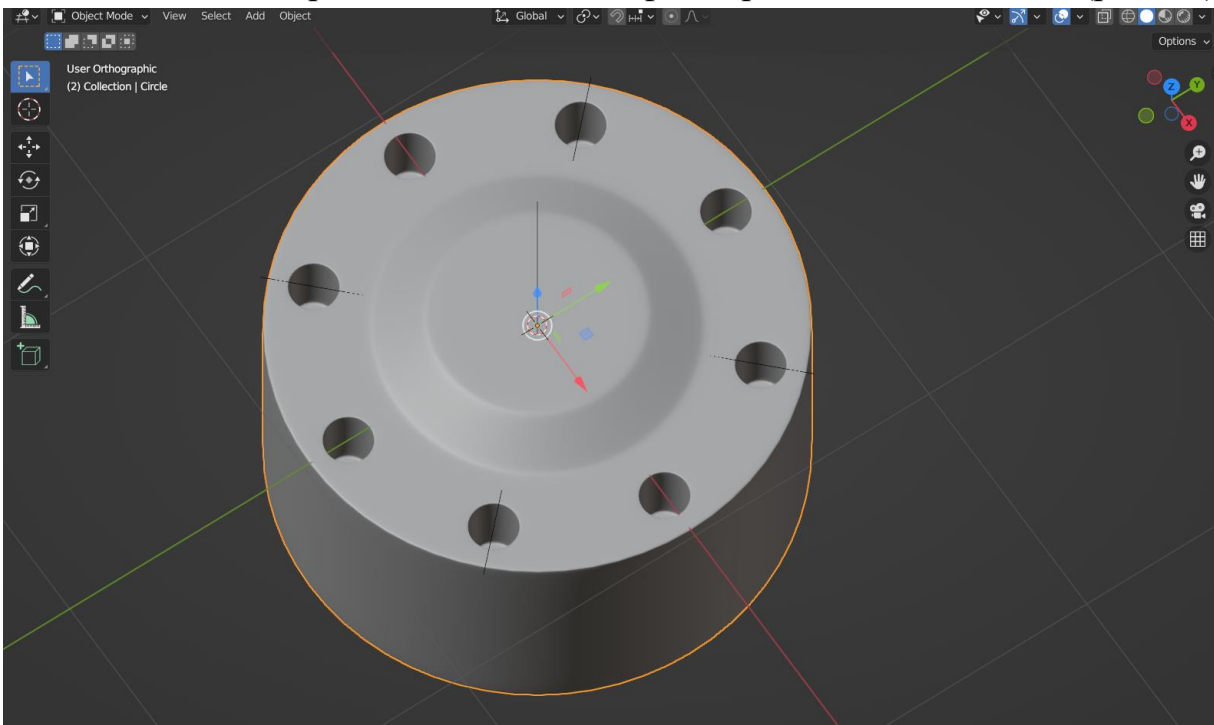 Object Mode View Select Add Object Global
Options
User Orthographic
(2) Collection | Circle
Z
Y
X